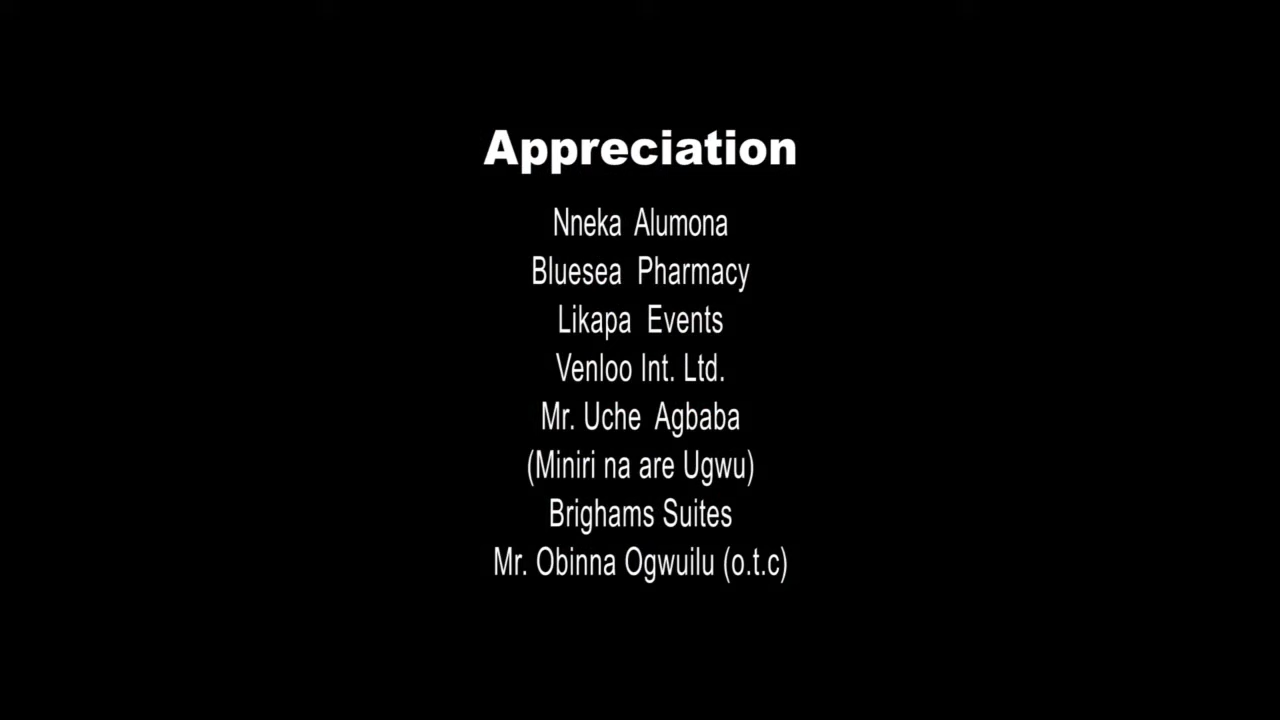 Appreciation
Nneka Alumona
Bluesea Pharmacy
Likapa Events
Venloo Int. Ltd.
Mr. Uche Agbaba
(Miniri na are Ugwu)
Brighams Suites
Mr. Obinna Ogwuilu (o.t.c)